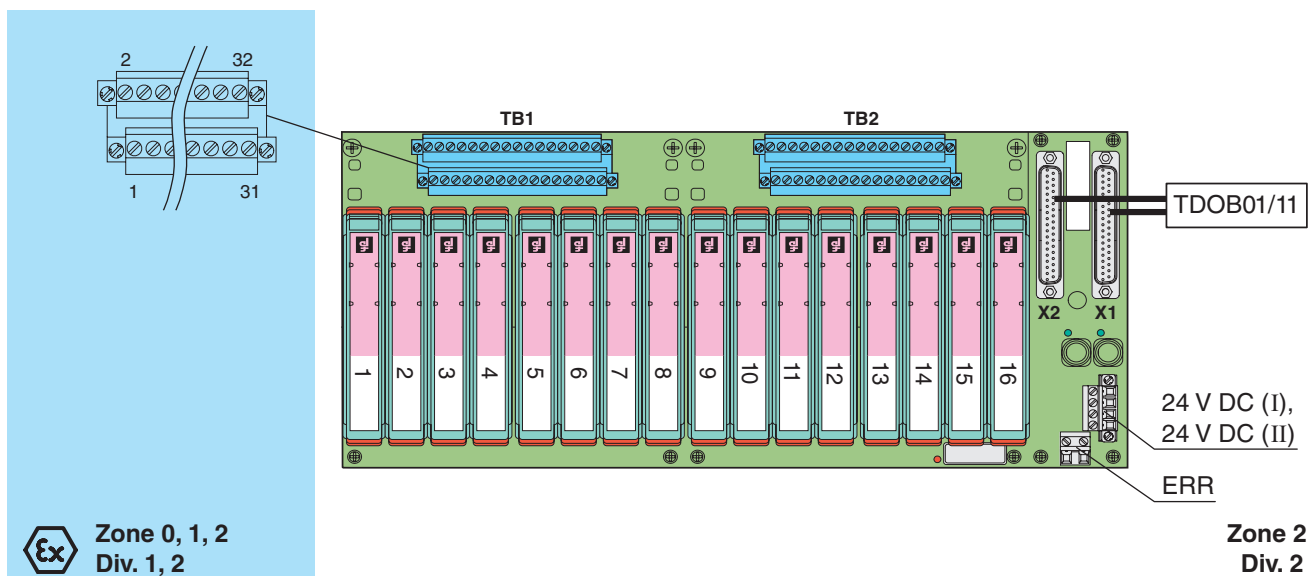 2 32
1 31
TB1 TB2
TDOB01/11
X2 X1
1 2 3 4 5 6 7 8 9 10 11 12 13 14 15 16
24 V DC (I),
24 V DC (II)
ERR
Ex
Zone 0, 1, 2
Div. 1, 2
Zone 2
Div. 2